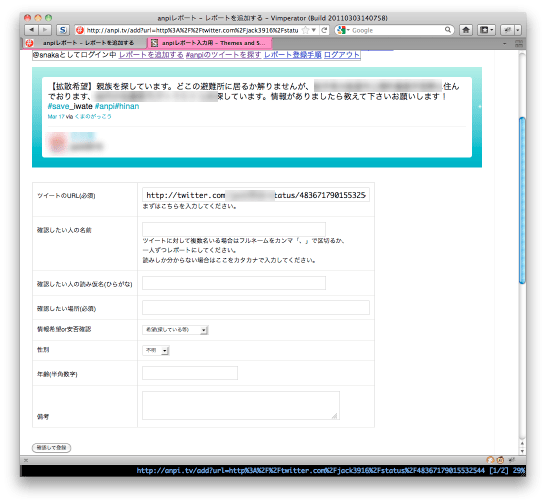 anpiレポート – レポートを追加する – Vimperator (Build 20110303140758)
http://anpi.tv/add?url=http%3A%2F%2Ftwitter.com%2Fjack3916%2Fstatu
Google
anpiレポート – レポートを追加する
anpiレポート入力用 – Themes and S...
@snakaとしてログイン中 レポートを追加する #anpiのツイートを探す レポート登録手順 ログアウト
【拡散希望】親族を探しています。どこの避難所に居るか解りませんが、 住ん
でおります、 探しています。情報がありましたら教えて下さいお願いします！
#save_iwate #anpi#hinan
Mar 17 via くまのがっこう
ツイートのURL(必須)
http://twitter.com tatus/483671790155325
まずはこちらを入力してください。
確認したい人の名前
ツイートに対して複数名いる場合はフルネームをカンマ「、」で区切るか、
一人ずつレポートにしてください。
読みしか分からない場合はここをカタカナで入力してください。
確認したい人の読み仮名(ひらがな)
確認したい場所(必須)
情報希望or安否確認
希望(探している等)
性別
不明
年齢(半角数字)
備考
確認して登録
http://anpi.tv/add?url=http%3A%2F%2Ftwitter.com%2Fjack3916%2Fstatus%2F48367179015532544 [1/2] 29%